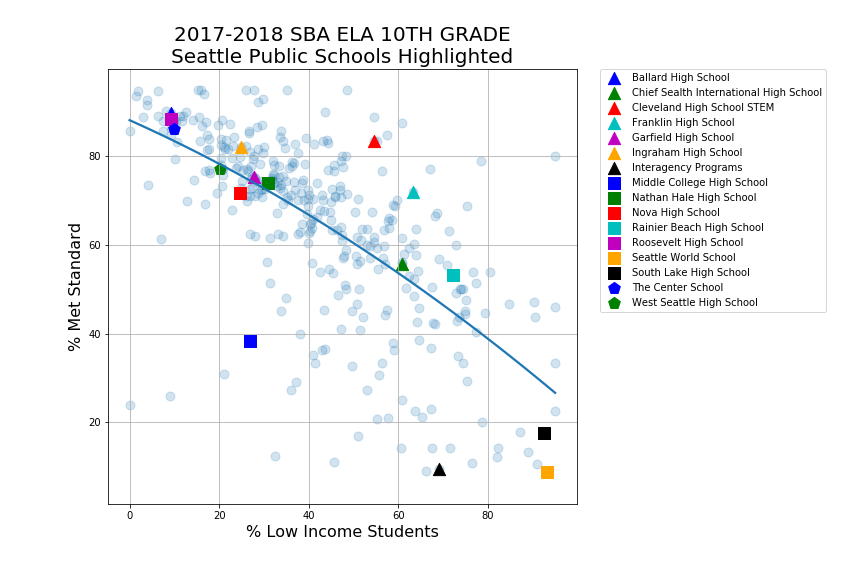 2017-2018 SBA ELA 10TH GRADE
Seattle Public Schools Highlighted
Ballard High School
Chief Sealth International High School
Cleveland High School STEM
Franklin High School
Garfield High School
Ingraham High School
Interagency Programs
Middle College High School
Nathan Hale High School
Nova High School
Rainier Beach High School
Roosevelt High School
Seattle World School
South Lake High School
The Center School
West Seattle High School
% Met Standard
80
60
40
20
0
20
40
60
80
% Low Income Students